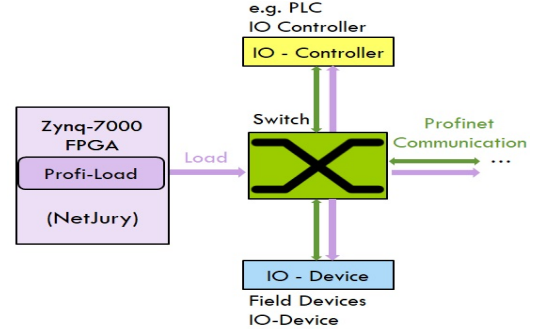 e.g. PLC
IO Controller
IO - Controller
Switch
Zynq-7000
FPGA
Profi-Load
(NetJury)
Load
Profinet
Communication
...
IO - Device
Field Devices
IO-Device